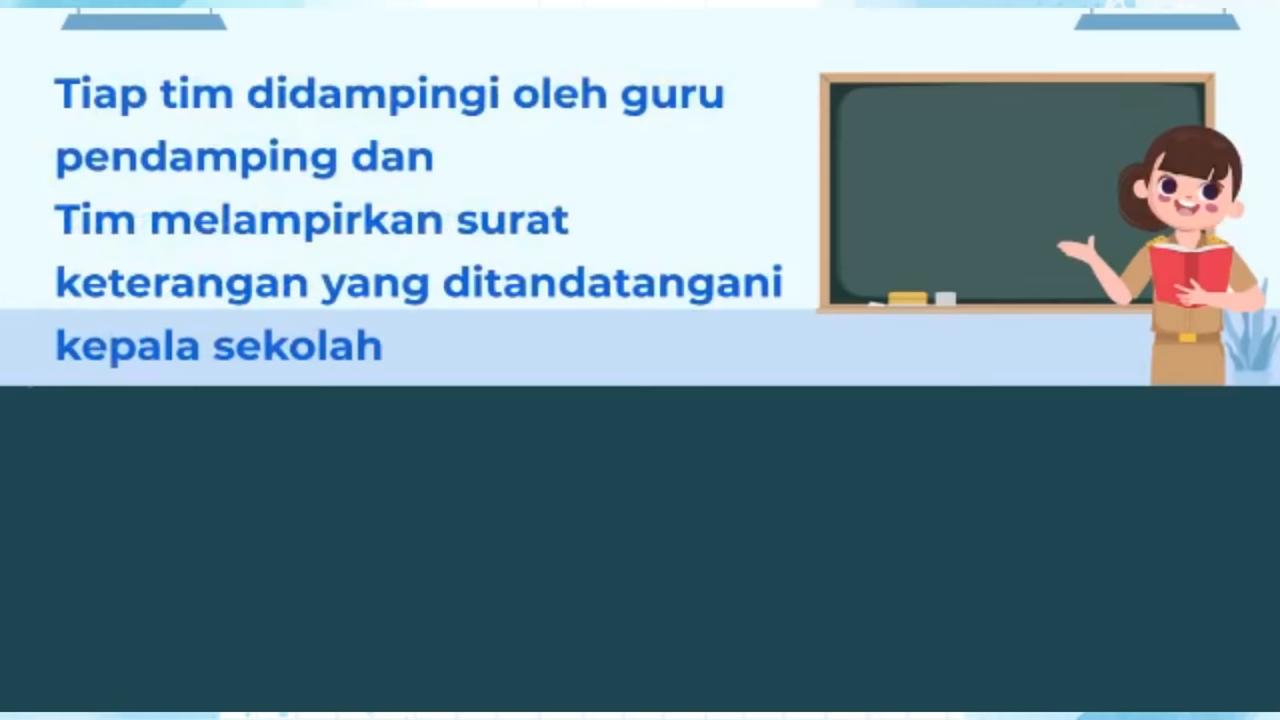 Tiap tim didampingi oleh guru
pendamping dan
Tim melampirkan surat
keterangan yang ditandatangani
kepala sekolah